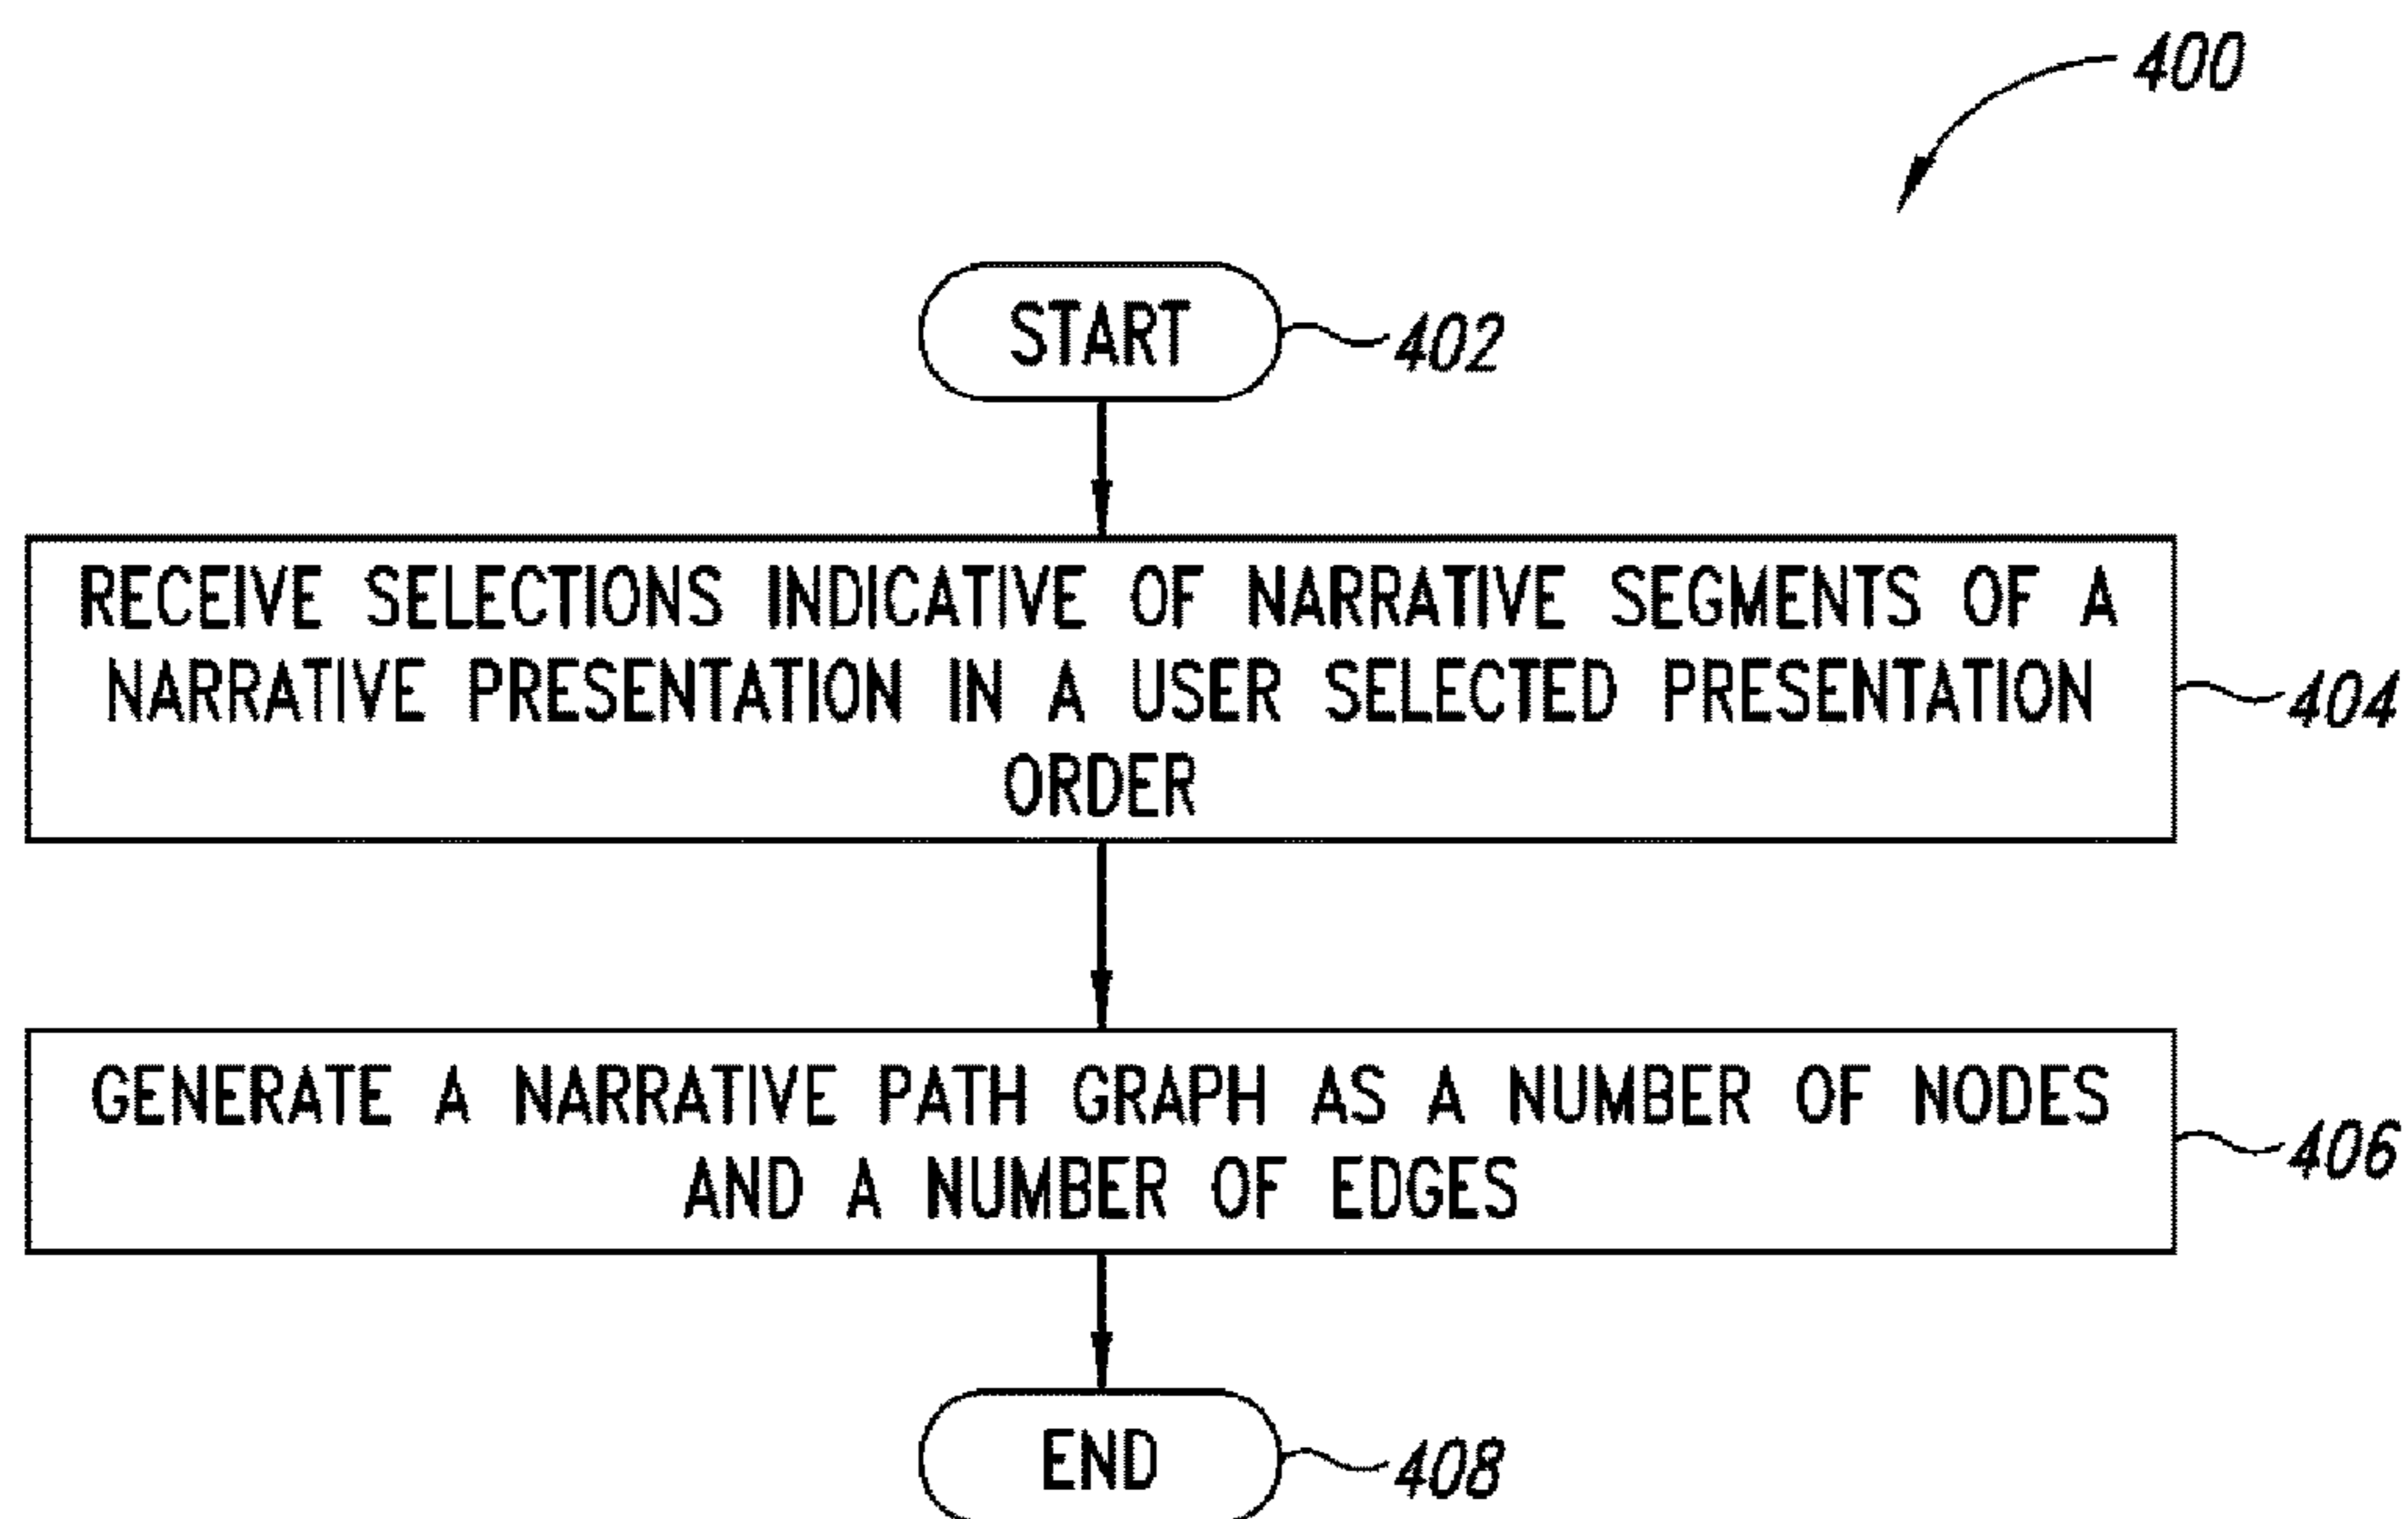 400
START
402
RECEIVE SELECTIONS INDICATIVE OF NARRATIVE SEGMENTS OF A
NARRATIVE PRESENTATION IN A USER SELECTED PRESENTATION
ORDER
404
GENERATE A NARRATIVE PATH GRAPH AS A NUMBER OF NODES
AND A NUMBER OF EDGES
406
END
408